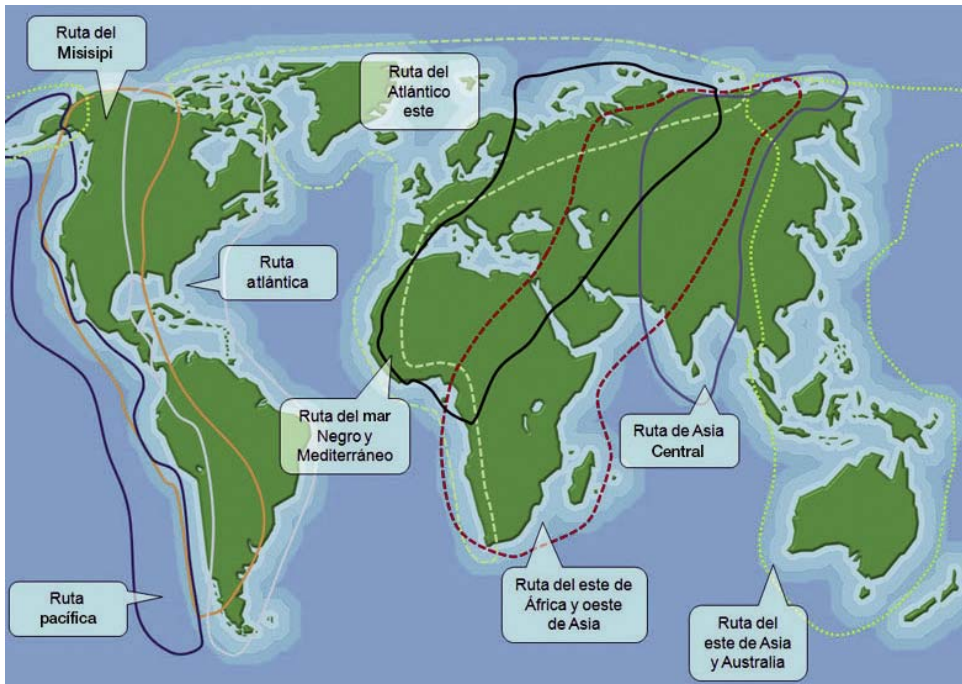 Ruta del
Misisipi
Ruta del
Atlántico
este
Ruta
atlántica
Ruta del mar
Negro y
Mediterráneo
Ruta de Asia
Central
Ruta
pacífica
Ruta del este de
África y oeste
de Asia
Ruta del
este de Asia
y Australia